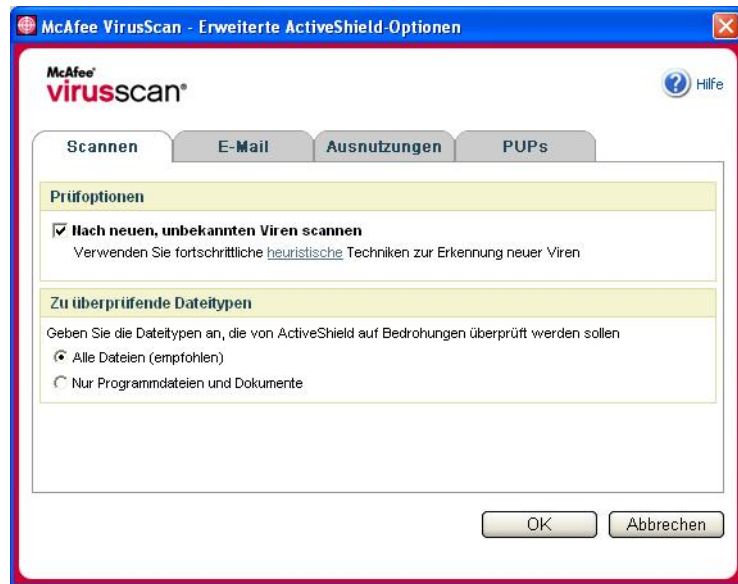 McAfee VirusScan - Erweiterte ActiveShield-Optionen
McAfee®
virusscan®
Hilfe
Scannen E-Mail Ausnutzungen PUPs
Prüfoptionen
Nach neuen, unbekannten Viren scannen
Verwenden Sie fortschrittliche heuristische Techniken zur Erkennung neuer Viren
Zu überprüfende Dateitypen
Geben Sie die Dateitypen an, die von ActiveShield auf Bedrohungen überprüft werden sollen
Alle Dateien (empfohlen)
Nur Programmdateien und Dokumente
OK Abbrechen